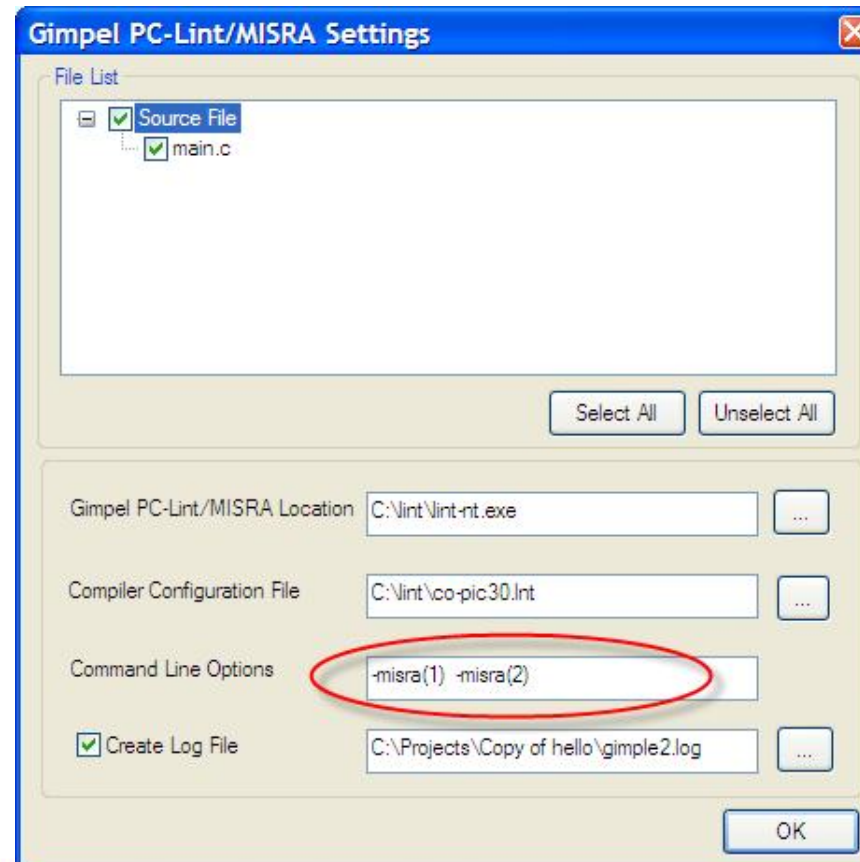 Gimpel PC-Lint/MISRA Settings
File List
Source File
main.c
Select All
Unselect All
Gimpel PC-Lint/MISRA Location
C:\lint\lint-nt.exe
...
Compiler Configuration File
C:\lint\co-pic30.lnt
...
Command Line Options
-misra(1) -misra(2)
Create Log File
C:\Projects\Copy of hello\gimple2.log
...
OK